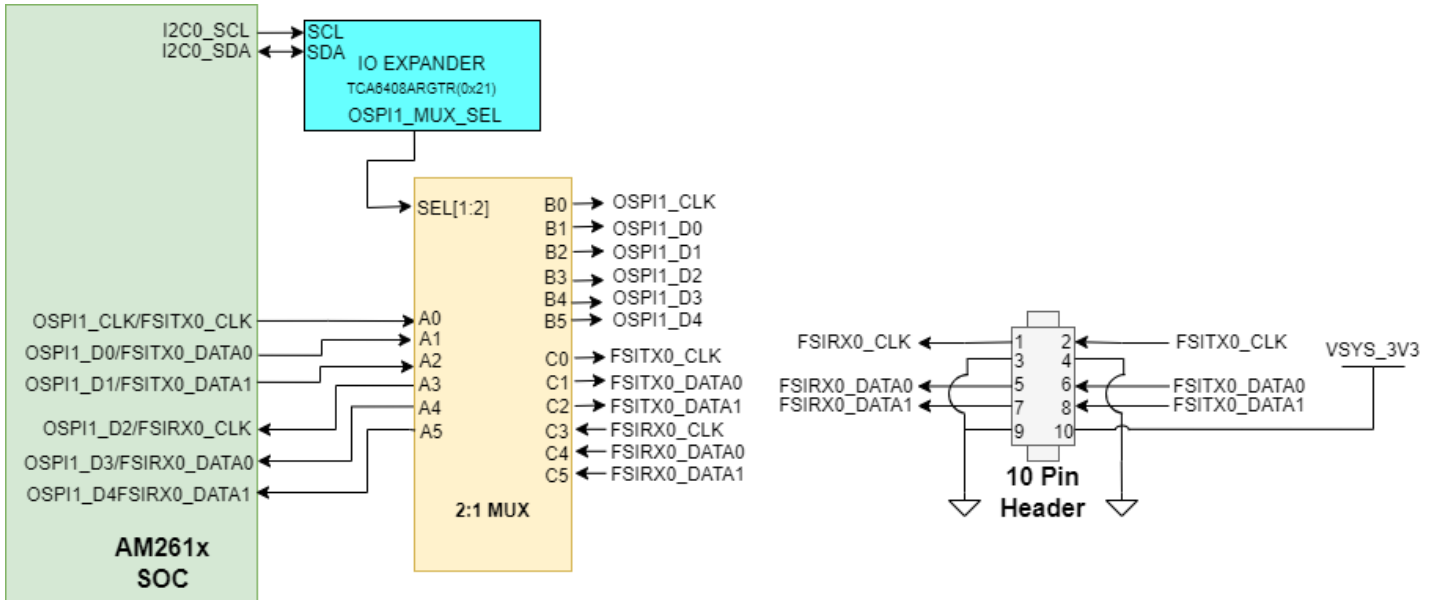 I2C0_SCL
I2C0_SDA
SCL
SDA
IO EXPANDER
TCA6408ARGTR(0x21)
OSPI1_MUX_SEL
SEL[1:2]
OSPI1_CLK/FSITX0_CLK
OSPI1_D0/FSITX0_DATA0
OSPI1_D1/FSITX0_DATA1
OSPI1_D2/FSIRX0_CLK
OSPI1_D3/FSIRX0_DATA0
OSPI1_D4FSIRX0_DATA1
AM261x
SOC
A0
A1
A2
A3
A4
A5
B0 OSPI1_CLK
B1 OSPI1_D0
B2 OSPI1_D1
B3 OSPI1_D2
B4 OSPI1_D3
B5 OSPI1_D4
C0 FSITX0_CLK
C1 FSITX0_DATA0
C2 FSITX0_DATA1
C3 FSIRX0_CLK
C4 FSIRX0_DATA0
C5 FSIRX0_DATA1
2:1 MUX
FSIRX0_CLK 1 2 FSITX0_CLK
3 4
FSIRX0_DATA0 5 6 FSITX0_DATA0
FSIRX0_DATA1 7 8 FSITX0_DATA1
9 10
VSYS_3V3
10 Pin
Header